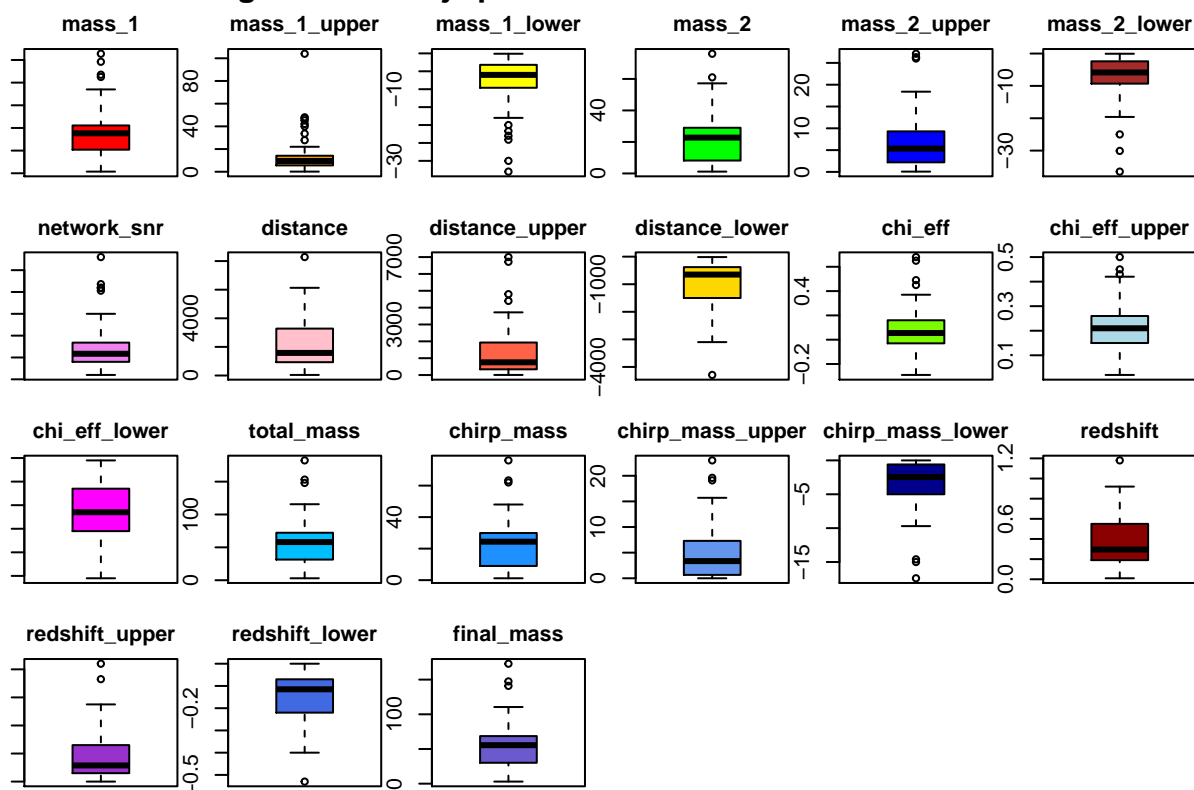 mass_1
mass_1_upper
mass_1_lower
mass_2
mass_2_upper
mass_2_lower
0 40 80
−30 −10
0 40
0 10 20
−30 −10
network_snr
distance
distance_upper
distance_lower
chi_eff
chi_eff_upper
0 4000
0 3000 7000
−4000 −1000
−0.2 0.4
0.1 0.3 0.5
chi_eff_lower
total_mass
chirp_mass
chirp_mass_upper
chirp_mass_lower
redshift
0 100
0 40
0 10 20
−15 −5
0.0 0.6 1.2
redshift_upper
redshift_lower
final_mass
−0.5 −0.2
0 100